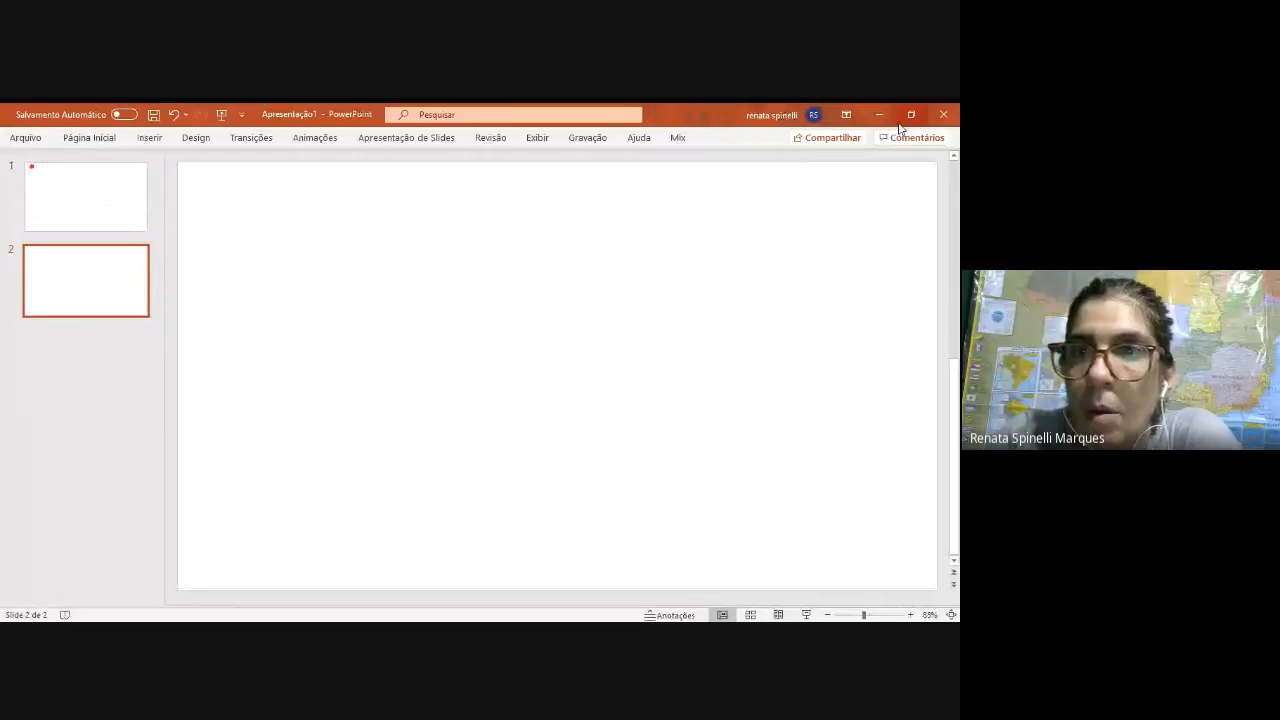 Salvamento Automático
Apresentação1 - PowerPoint
Pesquisar
renata spinelli
RS
Arquivo
Página Inicial
Inserir
Design
Transições
Animações
Apresentação de Slides
Revisão
Exibir
Ajuda
Mix
Compartilhar
Comentários
1
2
Renata Spinelli Marques
Slide 2 de 2
Anotações
85%